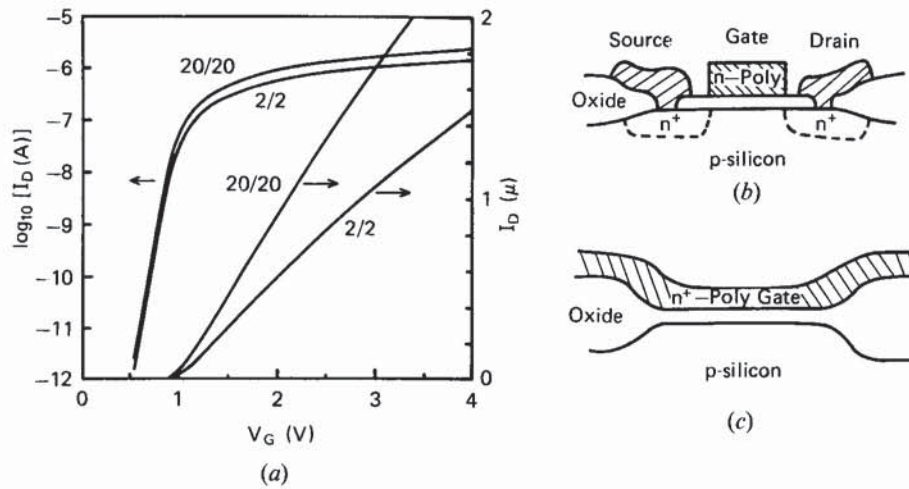 -5
-6
-7
-8
-9
-10
-11
-12
log10 [ID (A)]
20/20
2/2
20/20
2/2
2
1
0
ID (μ)
0 1 2 3 4
VG (V)
(a)
Source Gate Drain
n-Poly
Oxide
n+ n+
p-silicon
(b)
n+-Poly Gate
Oxide
p-silicon
(c)